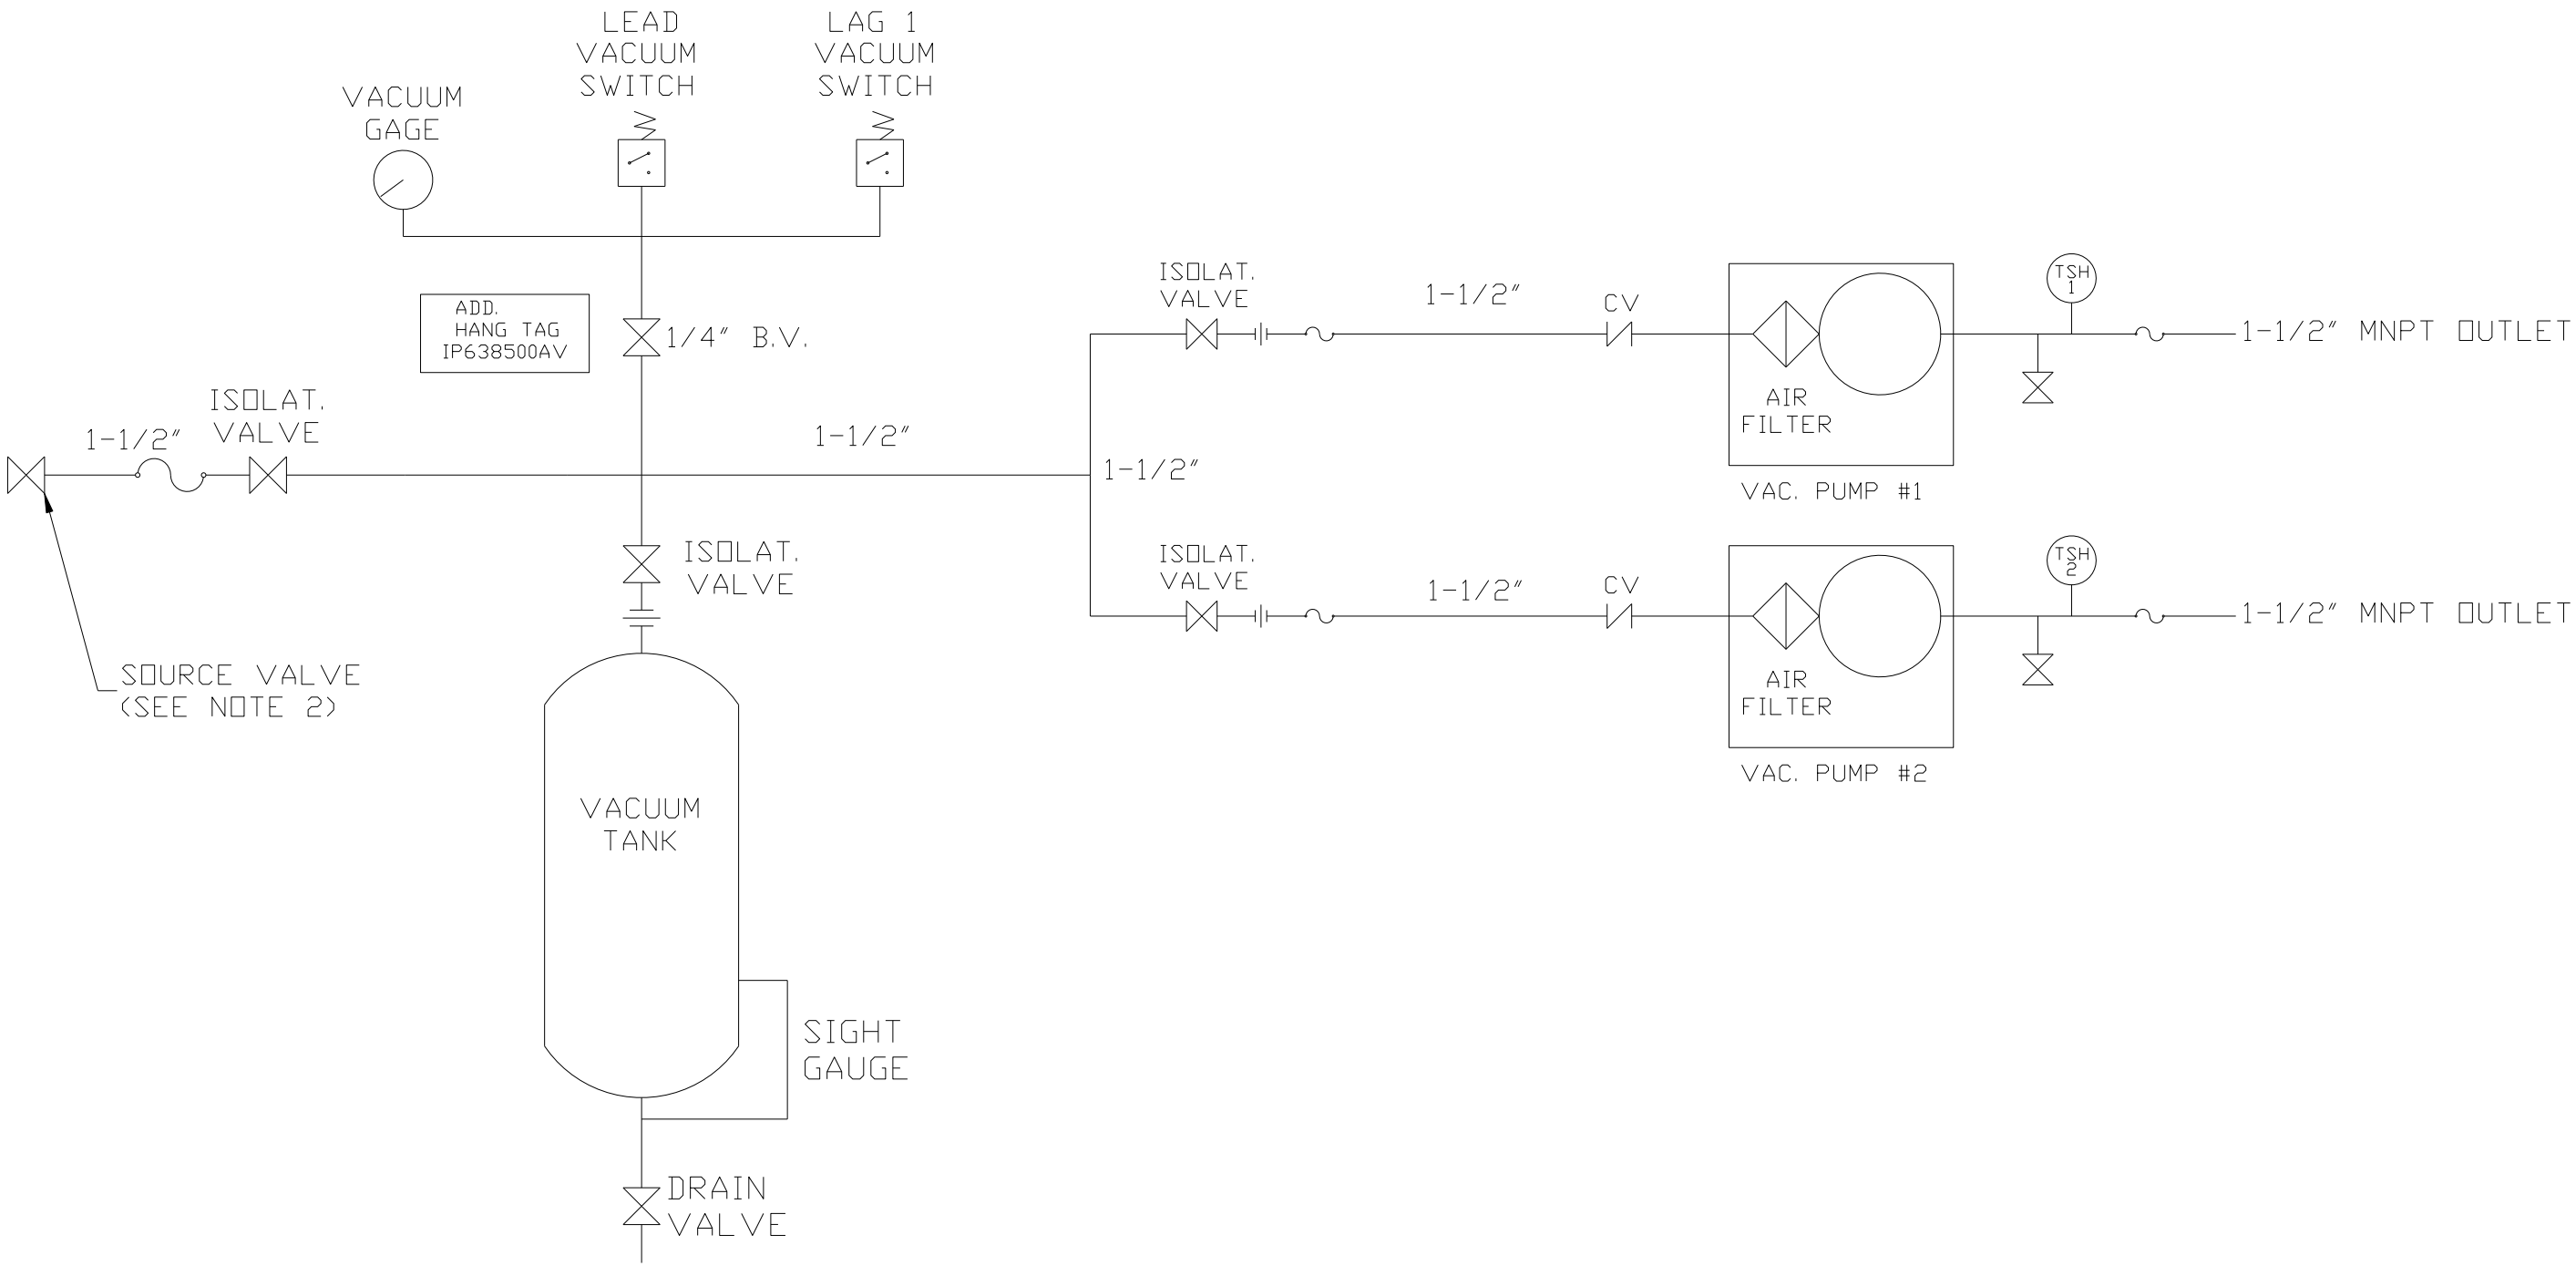 LEAD
VACUUM
SWITCH
LAG 1
VACUUM
SWITCH
VACUUM
GAGE
ADD.
HANG TAG
IP638500AV
1/4" B.V.
ISOLAT.
VALVE
1-1/2"
1-1/2"
1-1/2"
ISOLAT.
VALVE
1-1/2"
CV
AIR
FILTER
VAC. PUMP #1
TSH
1
1-1/2" MNPT OUTLET
ISOLAT.
VALVE
1-1/2"
CV
AIR
FILTER
VAC. PUMP #2
TSH
2
1-1/2" MNPT OUTLET
ISOLAT.
VALVE
SOURCE VALVE
(SEE NOTE 2)
VACUUM
TANK
SIGHT
GAUGE
DRAIN
VALVE